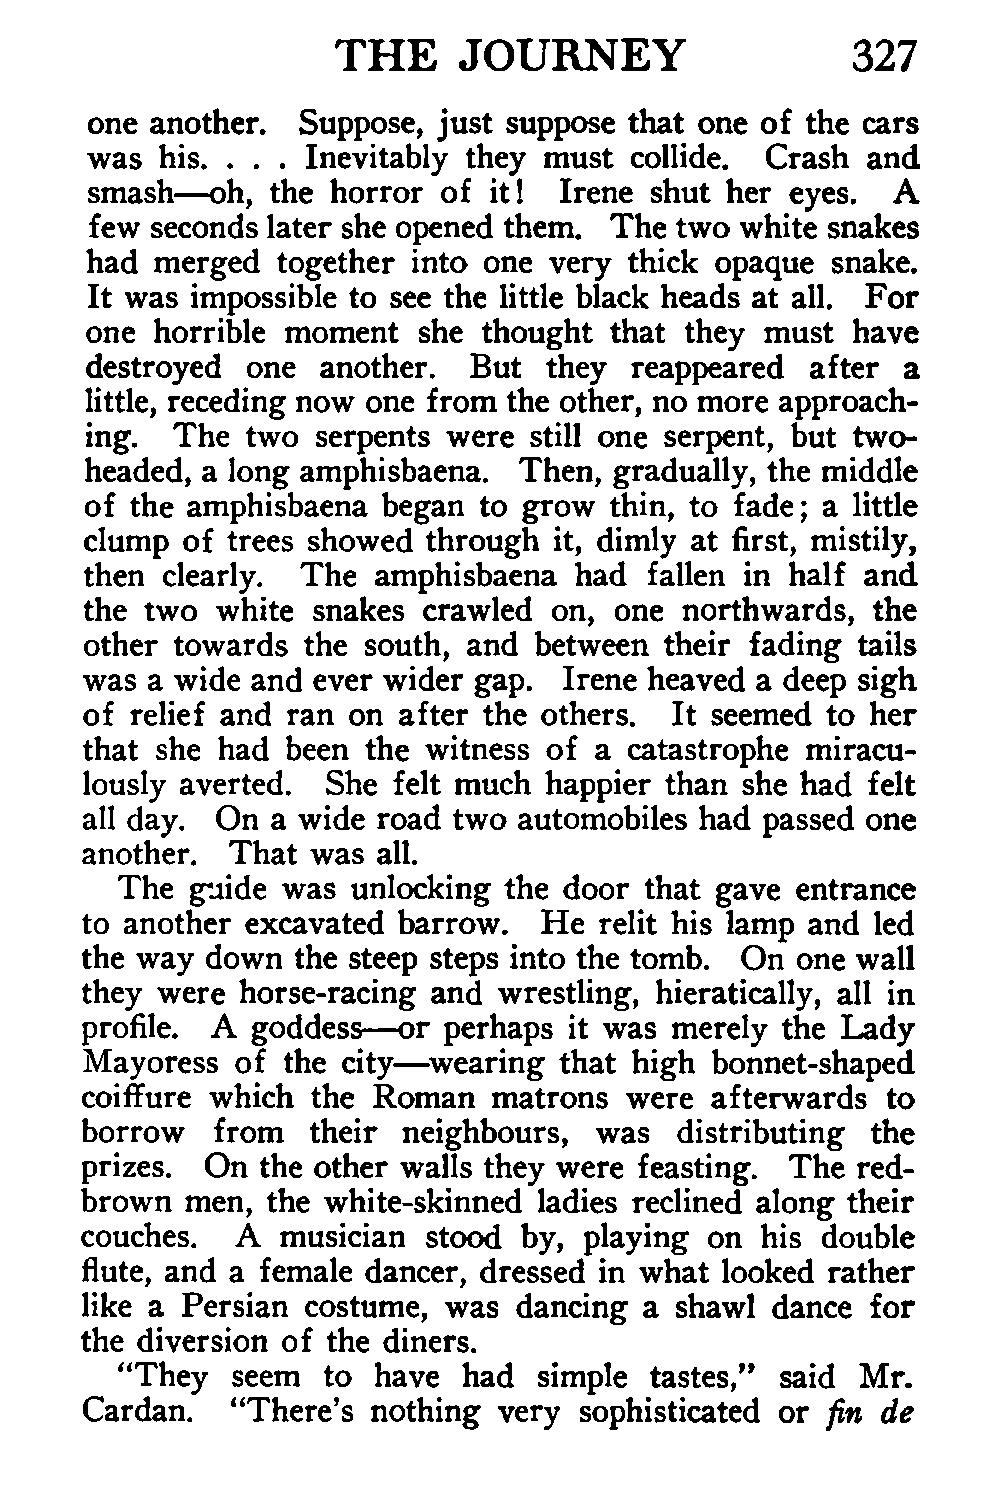 THE JOURNEY 327
one another. Suppose, just suppose that one of the cars
was his. . . . Inevitably they must collide. Crash and
smash—oh, the horror of it! Irene shut her eyes. A
few seconds later she opened them. The two white snakes
had merged together into one very thick opaque snake.
It was impossible to see the little black heads at all. For
one horrible moment she thought that they must have
destroyed one another. But they reappeared after a
little, receding now one from the other, no more approach-
ing. The two serpents were still one serpent, but two-
headed, a long amphisbaena. Then, gradually, the middle
of the amphisbaena began to grow thin, to fade; a little
clump of trees showed through it, dimly at first, mistily,
then clearly. The amphisbaena had fallen in half and
the two white snakes crawled on, one northwards, the
other towards the south, and between their fading tails
was a wide and ever wider gap. Irene heaved a deep sigh
of relief and ran on after the others. It seemed to her
that she had been the witness of a catastrophe miracu-
lously averted. She felt much happier than she had felt
all day. On a wide road two automobiles had passed one
another. That was all.
The guide was unlocking the door that gave entrance
to another excavated barrow. He relit his lamp and led
the way down the steep steps into the tomb. On one wall
they were horse-racing and wrestling, hieratically, all in
profile. A goddess—or perhaps it was merely the Lady
Mayoress of the city—wearing that high bonnet-shaped
coiffure which the Roman matrons were afterwards to
borrow from their neighbours, was distributing the
prizes. On the other walls they were feasting. The red-
brown men, the white-skinned ladies reclined along their
couches. A musician stood by, playing on his double
flute, and a female dancer, dressed in what looked rather
like a Persian costume, was dancing a shawl dance for
the diversion of the diners.
“They seem to have had simple tastes,” said Mr.
Cardan. “There’s nothing very sophisticated or fin de